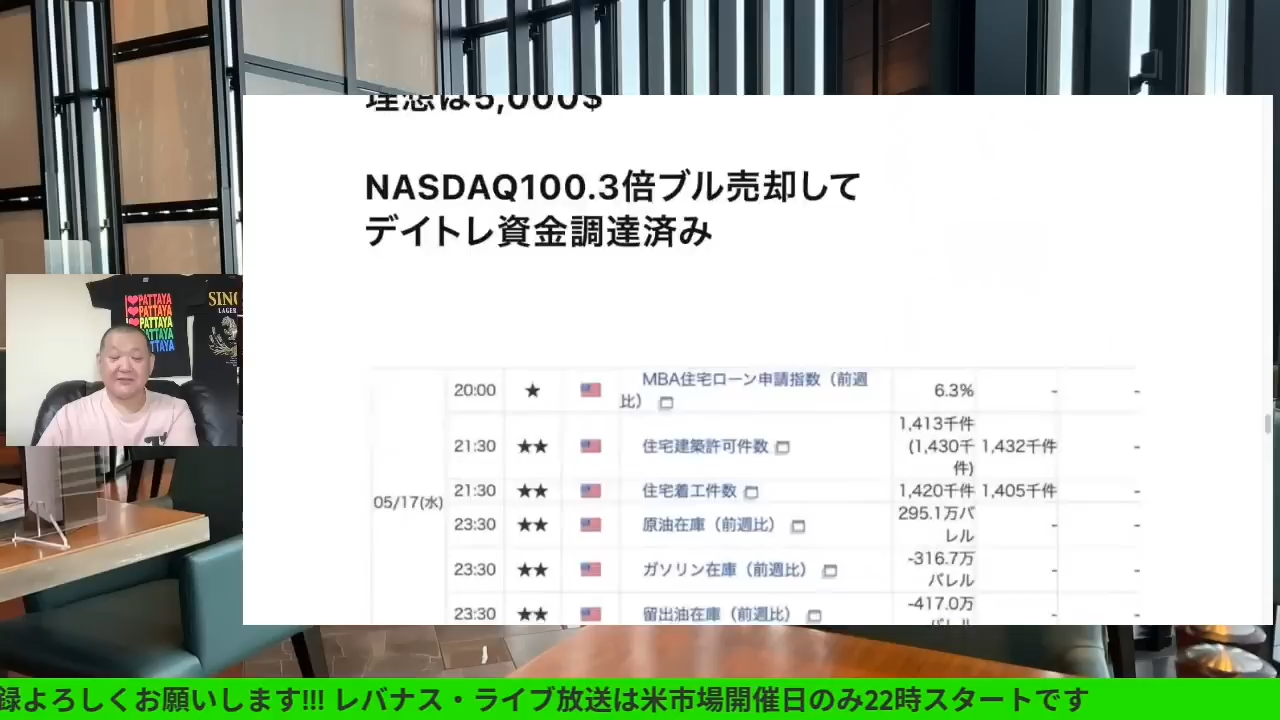 理想は5,000$
NASDAQ100.3倍ブル売却して
デイトレ資金調達済み
PATTAYA
PATTAYA
PATTAYA
PATTAYA
PATTAYA
LAGER
05/17(水)
20:00 ★ MBA住宅ローン申請指数（前週比） 6.3% - -
21:30 ★★ 住宅建築許可件数 1,413千件 (1,430千件) 1,432千件 -
21:30 ★★ 住宅着工件数 1,420千件 1,405千件 -
23:30 ★★ 原油在庫（前週比） 295.1万バレル - -
23:30 ★★ ガソリン在庫（前週比） -316.7万バレル - -
23:30 ★★ 留出油在庫（前週比） -417.0万バレル - -
録よろしくお願いします!!! レバナス・ライブ放送は米市場開催日のみ22時スタートです